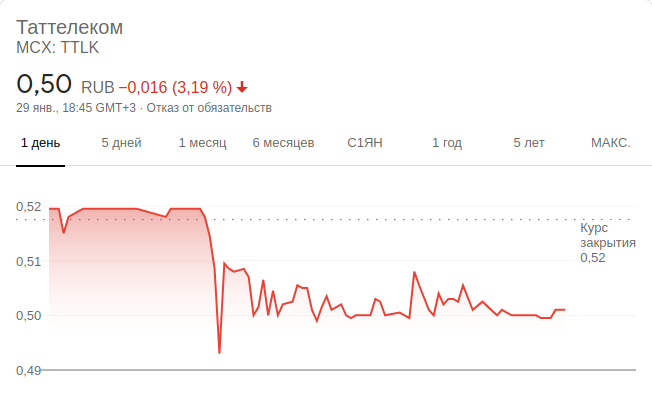 Таттелеком
MCX: TTLK
0,50 RUB −0,016 (3,19 %)
29 янв., 18:45 GMT+3 · Отказ от обязательств
1 день 5 дней 1 месяц 6 месяцев С1ЯН 1 год 5 лет МАКС.
0,52
Курс
закрытия
0,52
0,51
0,50
0,49